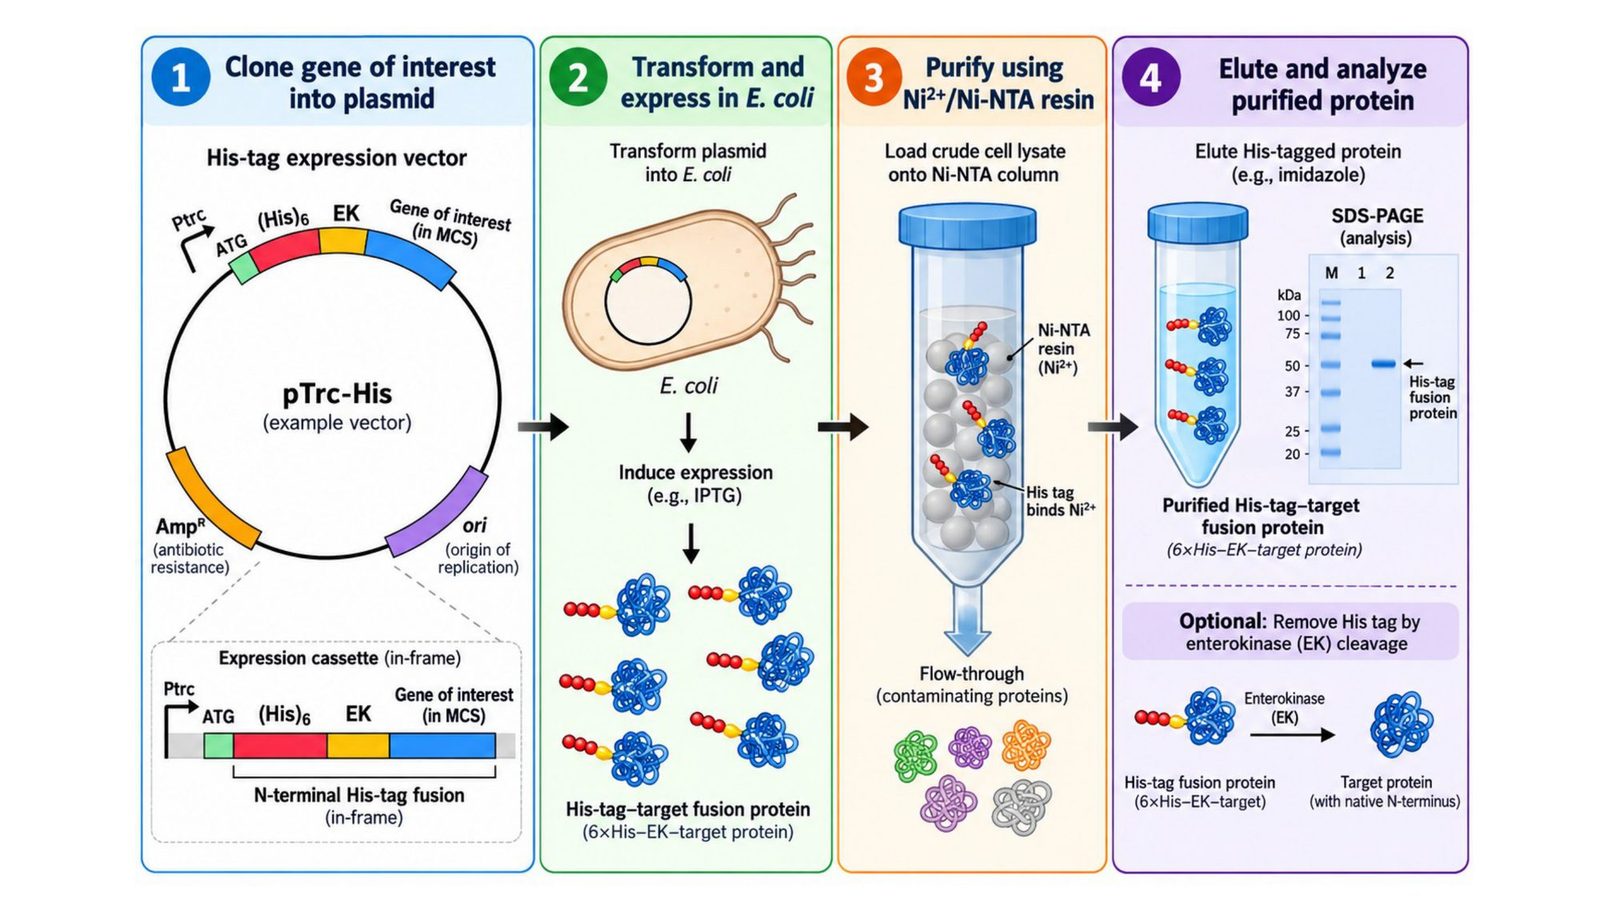 1
Clone gene of interest
into plasmid
His-tag expression vector
Ptrc
ATG
(His)₆
EK
Gene of interest
(in MCS)
pTrc-His
(example vector)
Ampᴿ
(antibiotic
resistance)
ori
(origin of
replication)
Expression cassette (in-frame)
Ptrc
ATG
(His)₆
EK
Gene of interest
(in MCS)
N-terminal His-tag fusion
(in-frame)
2
Transform and
express in E. coli
Transform plasmid
into E. coli
E. coli
Induce expression
(e.g., IPTG)
His-tag–target fusion protein
(6×His–EK–target protein)
3
Purify using
Ni²⁺/Ni-NTA resin
Load crude cell lysate
onto Ni-NTA column
Ni-NTA
resin
(Ni²⁺)
His tag
binds Ni²⁺
Flow-through
(contaminating proteins)
4
Elute and analyze
purified protein
Elute His-tagged protein
(e.g., imidazole)
SDS-PAGE
(analysis)
M 1 2
kDa
100
75
50
37
25
20
His-tag
fusion
protein
Purified His-tag–target
fusion protein
(6×His–EK–target protein)
Optional: Remove His tag by
enterokinase (EK) cleavage
Enterokinase
(EK)
His-tag fusion protein
(6×His–EK–target)
Target protein
(with native N-terminus)